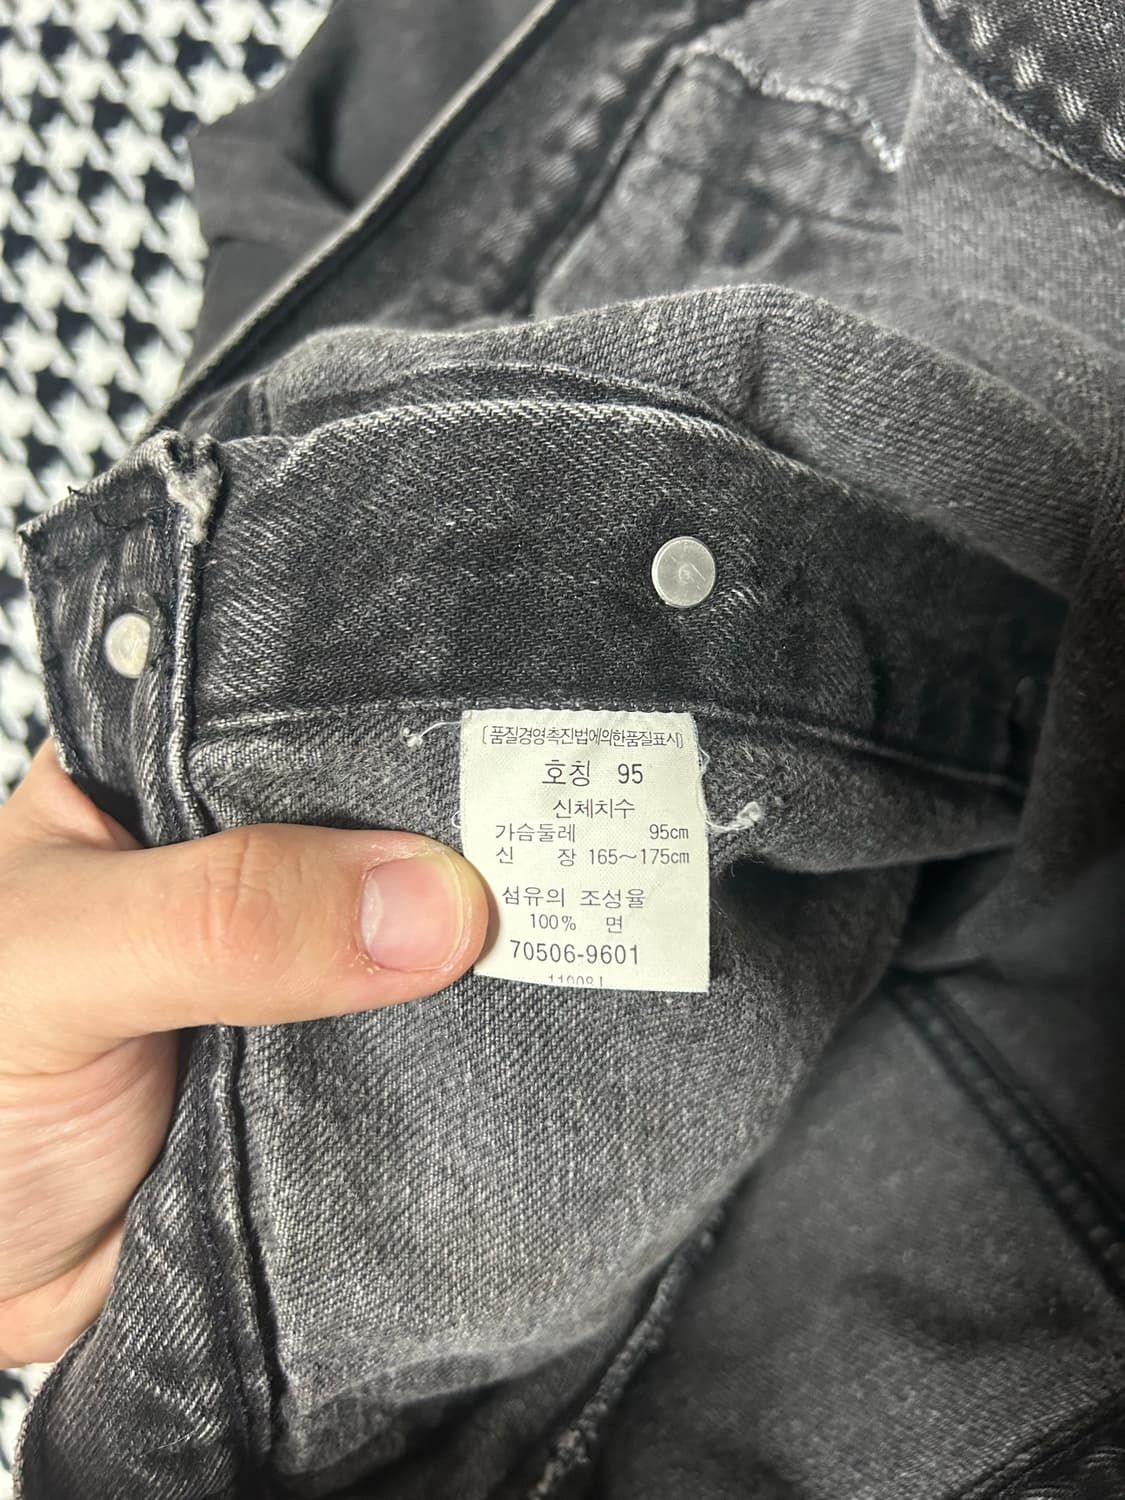 [품질경영촉진법에의한품질표시]
호칭 95
신체치수
가슴둘레 95cm
신 장 165~175cm
섬유의 조성율
100% 면
70506-9601